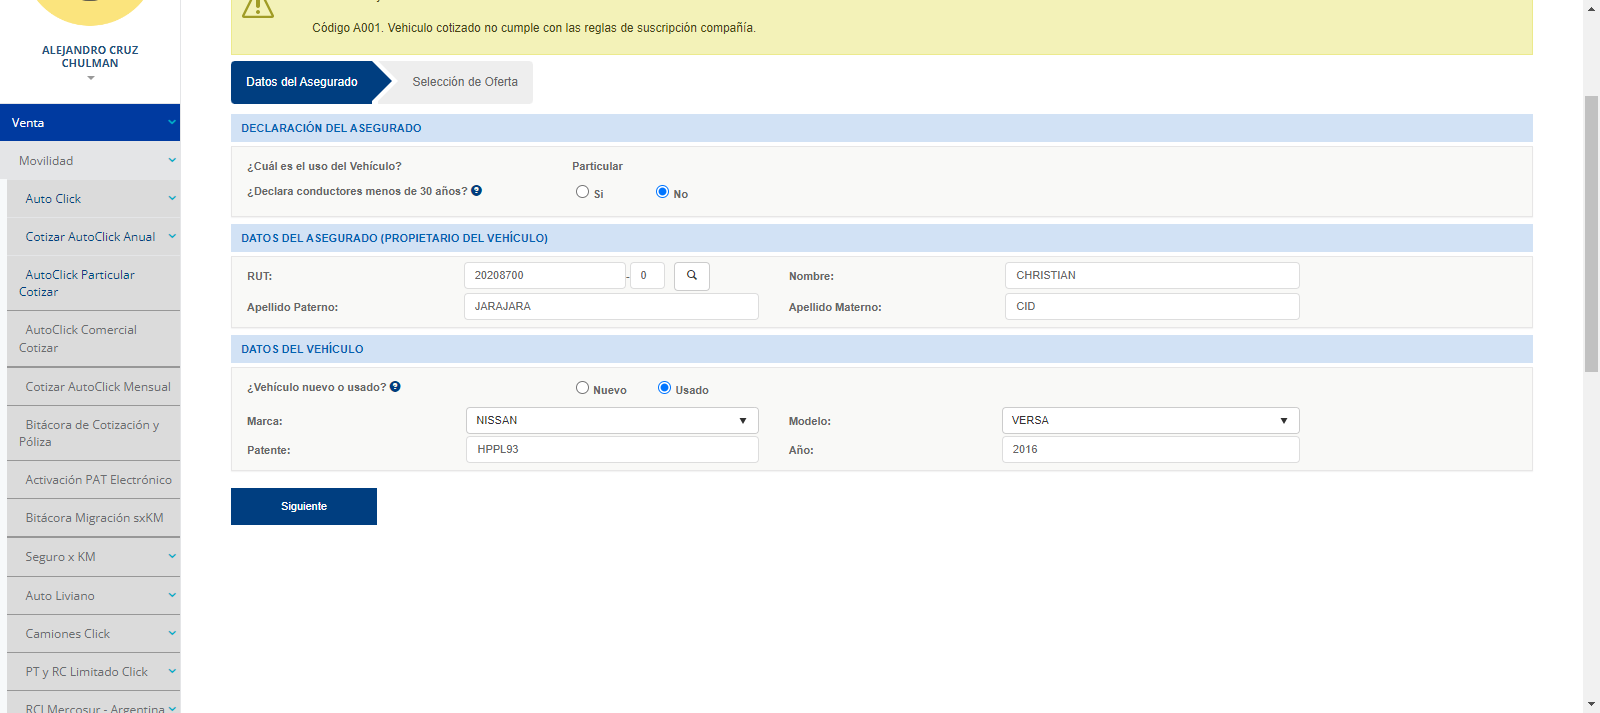 ALEJANDRO CRUZ
CHULMAN
Venta
Movilidad
Auto Click
Cotizar AutoClick Anual
AutoClick Particular
Cotizar
AutoClick Comercial
Cotizar
Cotizar AutoClick Mensual
Bitácora de Cotización y
Póliza
Activación PAT Electrónico
Bitácora Migración sxKM
Seguro x KM
Auto Liviano
Camiones Click
PT y RC Limitado Click
RCI Mercosur - Argentina
Código A001. Vehiculo cotizado no cumple con las reglas de suscripción compañía.
Datos del Asegurado
Selección de Oferta
DECLARACIÓN DEL ASEGURADO
¿Cuál es el uso del Vehículo? Particular
¿Declara conductores menos de 30 años? Si No
DATOS DEL ASEGURADO (PROPIETARIO DEL VEHÍCULO)
RUT: 20208700 - 0 Nombre: CHRISTIAN
Apellido Paterno: JARAJARA Apellido Materno: CID
DATOS DEL VEHÍCULO
¿Vehículo nuevo o usado? Nuevo Usado
Marca: NISSAN Modelo: VERSA
Patente: HPPL93 Año: 2016
Siguiente